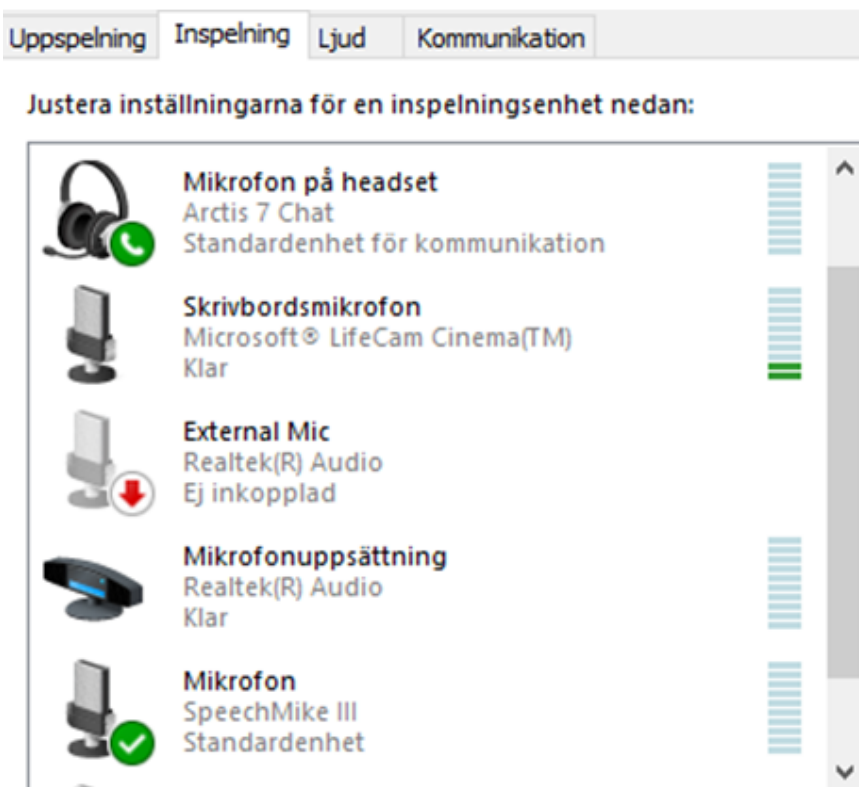 Uppspelning Inspelning Ljud Kommunikation
Justera inställningarna för en inspelningsenhet nedan:
Mikrofon på headset
Arctis 7 Chat
Standardenhet för kommunikation
Skrivbordsmikrofon
Microsoft® LifeCam Cinema(TM)
Klar
External Mic
Realtek(R) Audio
Ej inkopplad
Mikrofonuppsättning
Realtek(R) Audio
Klar
Mikrofon
SpeechMike III
Standardenhet